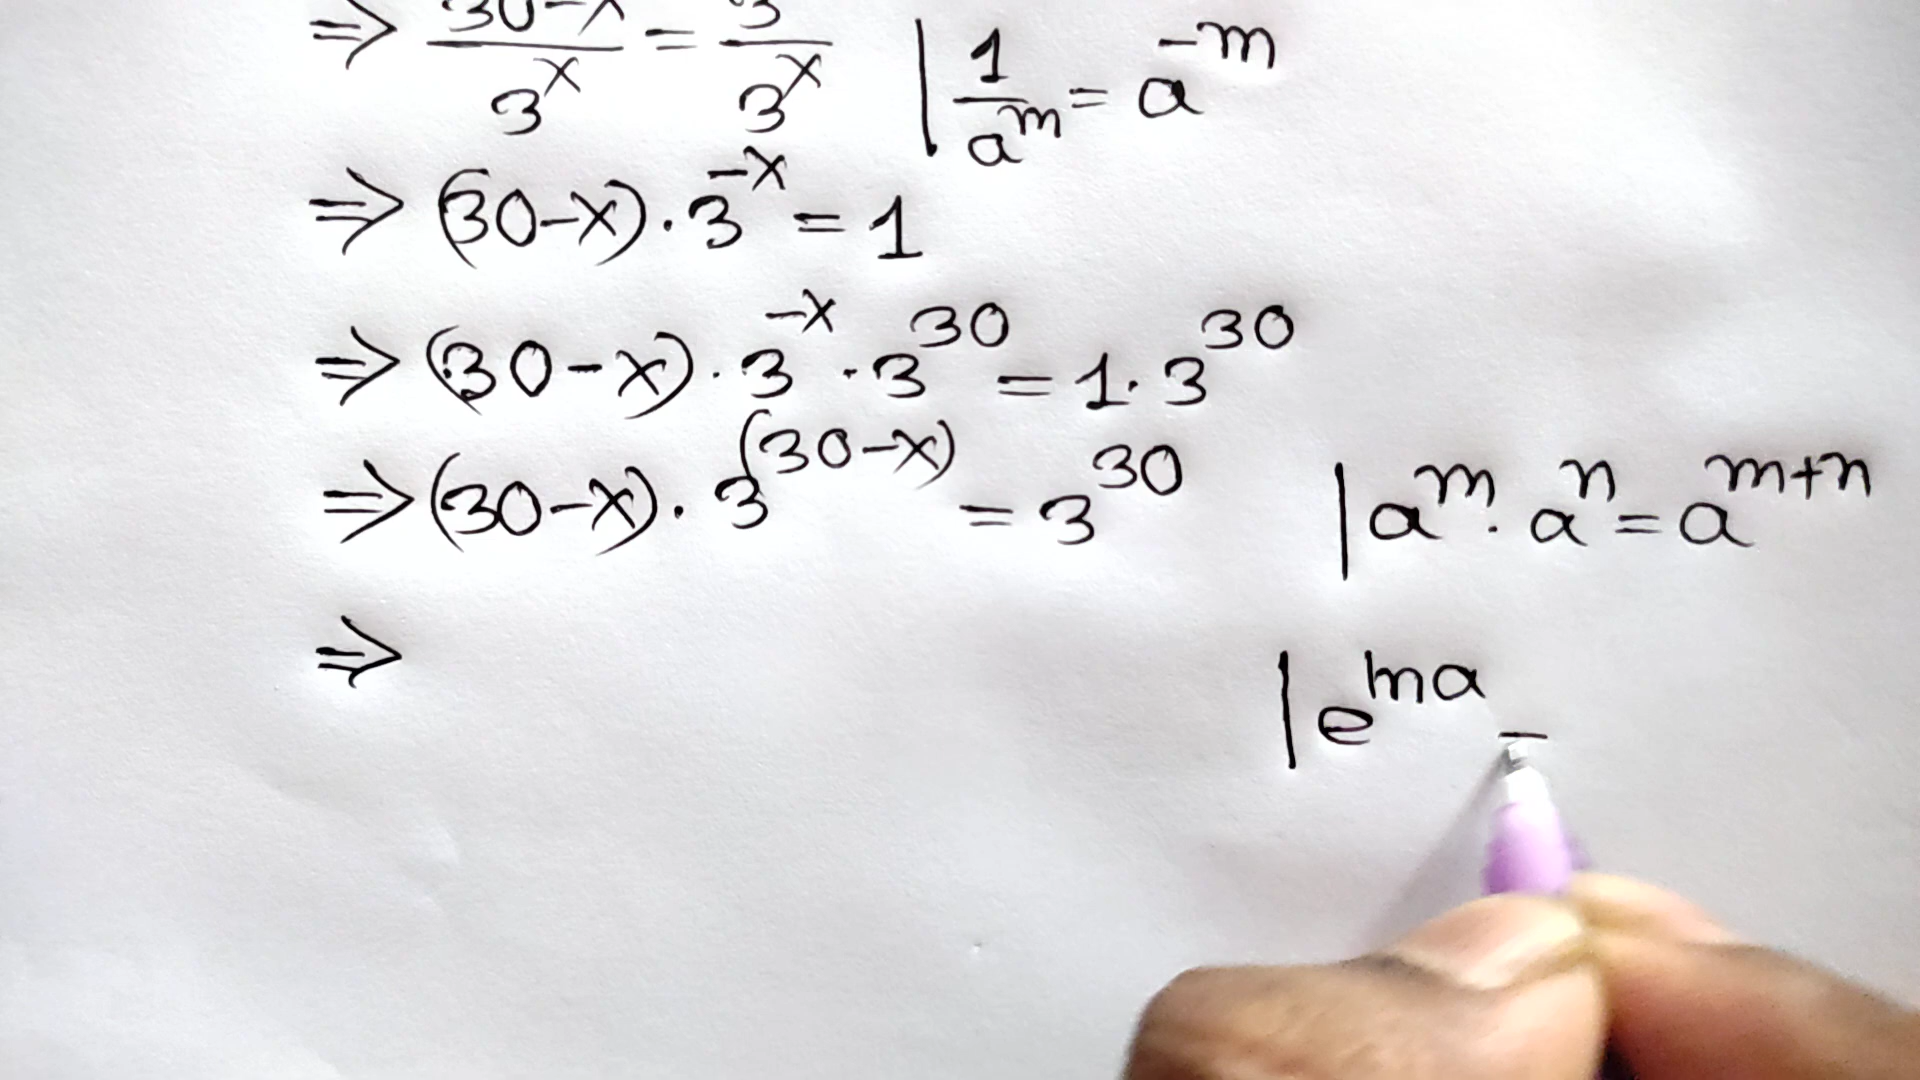 ⇒ (30-x)/3^x = 3^x/3^x | 1/a^m = a^-m
⇒ (30-x)·3^-x = 1
⇒ (30-x)·3^-x·3^30 = 1·3^30
⇒ (30-x)·3^(30-x) = 3^30 | a^m·a^n = a^m+n
⇒ | e^lna -